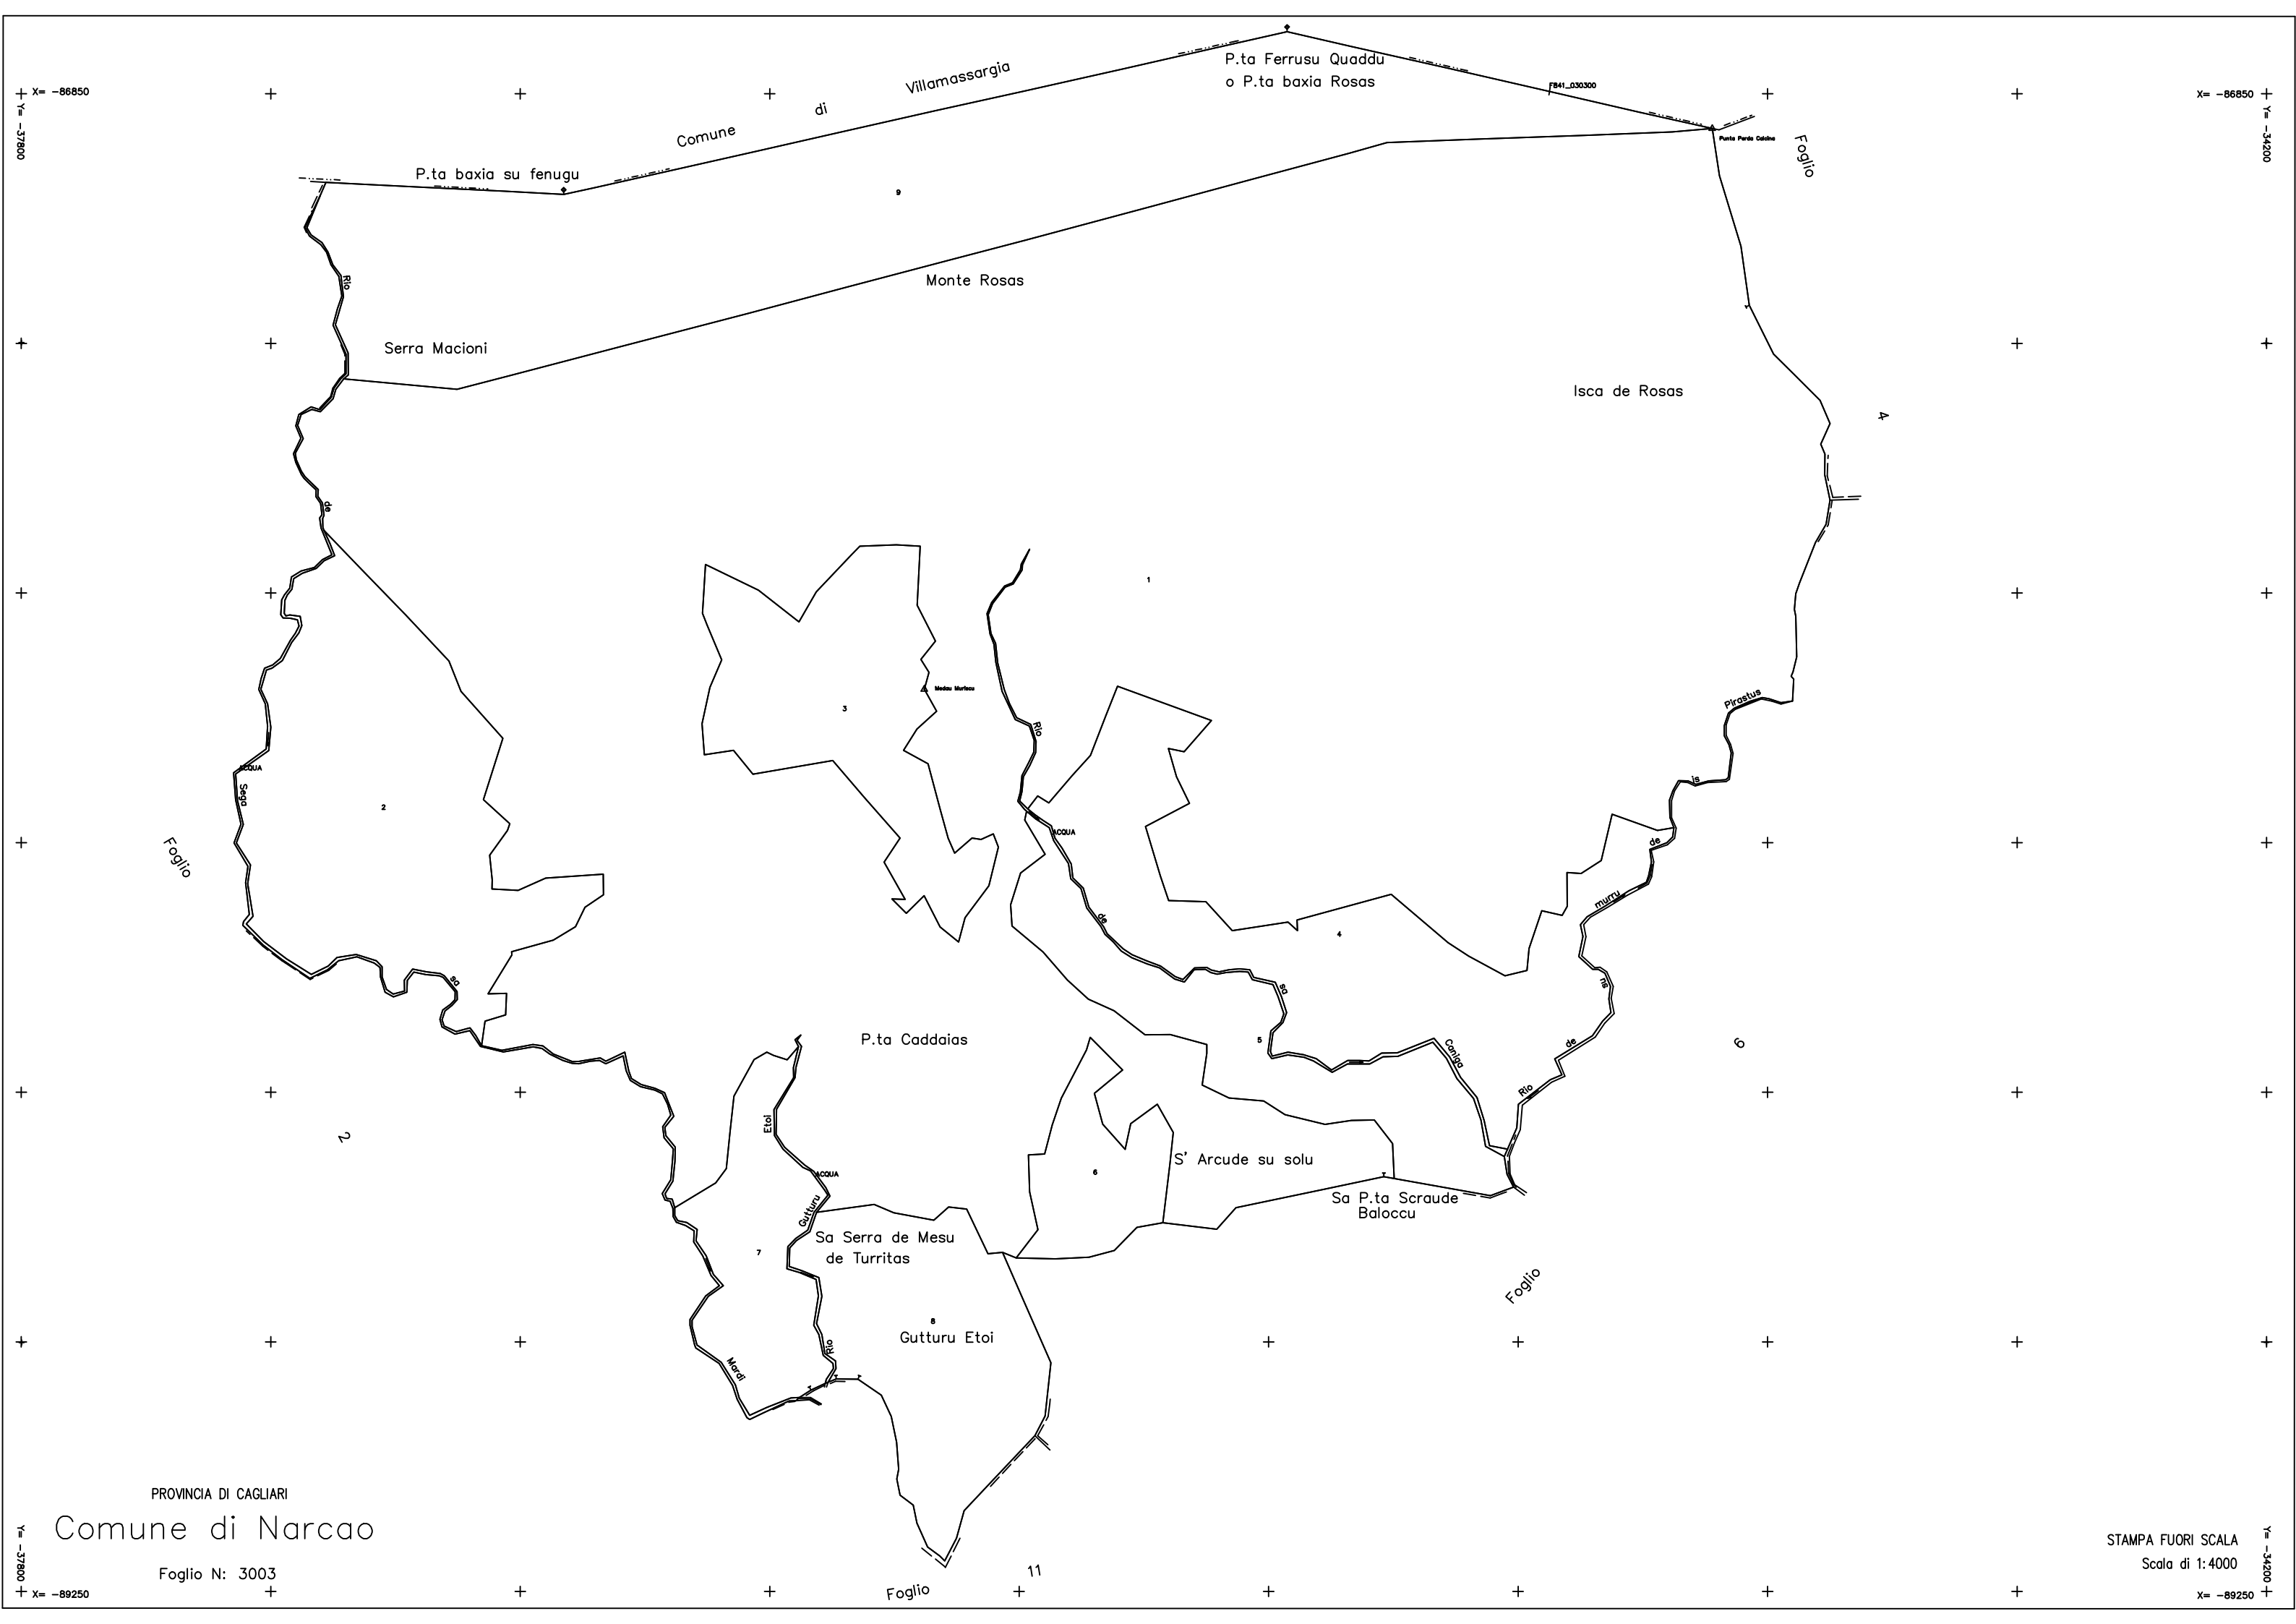 P.ta Ferrusu Quaddu
o P.ta baxia Rosas
Villamassargia
di
Comune
X= -86850
F841_030300
X= -86850
Y= -37800
Y= -34200
Punta Perda Calcina
Foglio
P.ta baxia su fenugu
9
Rio
Monte Rosas
Serra Macioni
Isca de Rosas
4
de
1
Medau Murlscu
3
Pirastus
Rio
ACQUA
is
Sega
2
ACQUA
de
Foglio
murru
de
4
sa
su
sa
P.ta Caddaias
5
de
6
Caniga
Rio
Etoi
2
S' Arcude su solu
6
ACQUA
Sa P.ta Scraude
Baloccu
Gutturu
Sa Serra de Mesu
de Turritas
7
Foglio
8
Gutturu Etoi
Rio
Mardi
PROVINCIA DI CAGLIARI
Comune di Narcao
Foglio N: 3003
STAMPA FUORI SCALA
Scala di 1:4000
11
Foglio
Y= -37800
Y= -34200
X= -89250
X= -89250